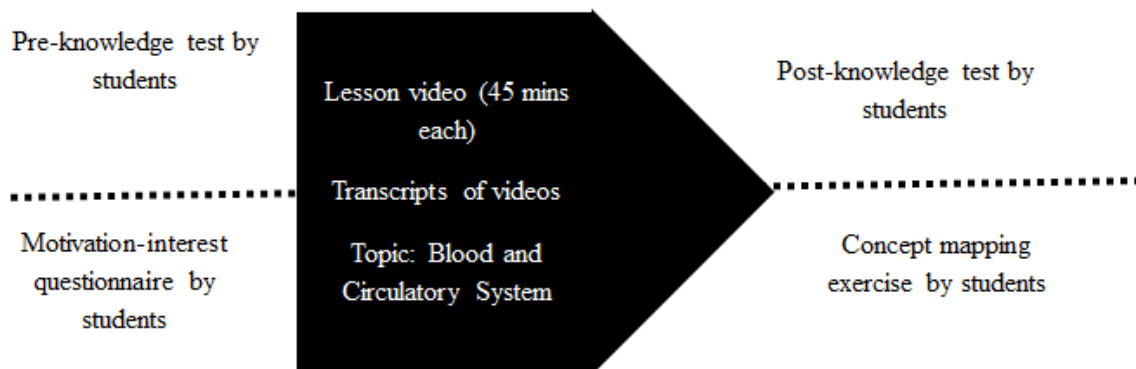 Pre-knowledge test by
students
Motivation-interest
questionnaire by
students
Lesson video (45 mins
each)
Transcripts of videos
Topic: Blood and
Circulatory System
Post-knowledge test by
students
Concept mapping
exercise by students